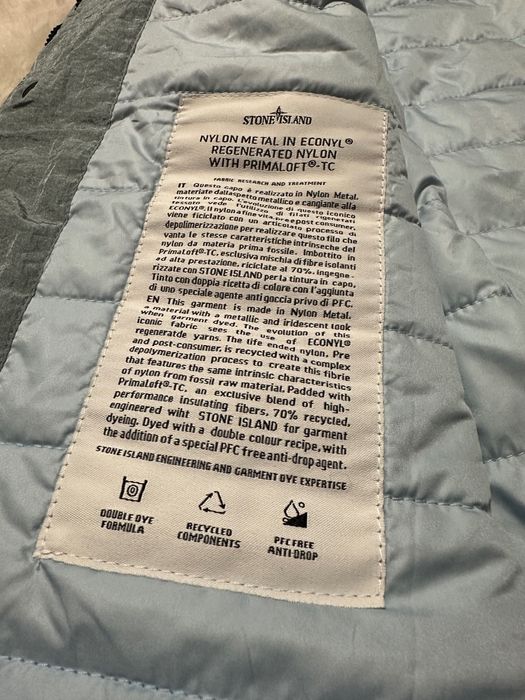 STONE ISLAND
NYLON METAL IN ECONYL®
REGENERATED NYLON
WITH PRIMALOFT®-TC
FABRIC RESEARCH AND TREATMENT
IT Questo capo è realizzato in Nylon Metal,
materiale dall'aspetto metallico e cangiante alla
tintura in capo. L'evoluzione di questo iconico
tessuto vede l'utilizzo di filati rigenerati
ECONYL®. Il nylon a fine vita, pre e post consumer,
viene riciclato con un articolato processo di
depolimerizzazione per realizzare questo filo che
vanta le stesse caratteristiche intrinseche del
nylon da materia prima fossile. Imbottito in
PrimaLoft®-TC, esclusiva mischia di fibre isolanti
ad alta prestazione, riciclate al 70%, ingegne-
rizzate con STONE ISLAND per la tintura in capo.
Tinto con doppia ricetta di colore con l'aggiunta
di uno speciale agente anti goccia privo di PFC.
EN This garment is made in Nylon Metal,
a material with a metallic and iridescent look
when garment dyed. The evolution of this
iconic fabric sees the use of ECONYL®
regeneratde yarns. The life ended nylon, Pre
and post-consumer, is recycled with a complex
depolymerization process to create this fibrie
that features the same intrinsic characteristics
of nylon from fossil raw material. Padded with
PrimaLoft®-TC, an exclusive blend of high-
performance insulating fibers, 70% recycled,
engineered wiht STONE ISLAND for garment
dyeing. Dyed with a double colour recipe, with
the addition of a special PFC free anti-drop agent.
STONE ISLAND ENGINEERING AND GARMENT DYE EXPERTISE
DOUBLE DYE
FORMULA
RECYCLED
COMPONENTS
PFC FREE
ANTI-DROP